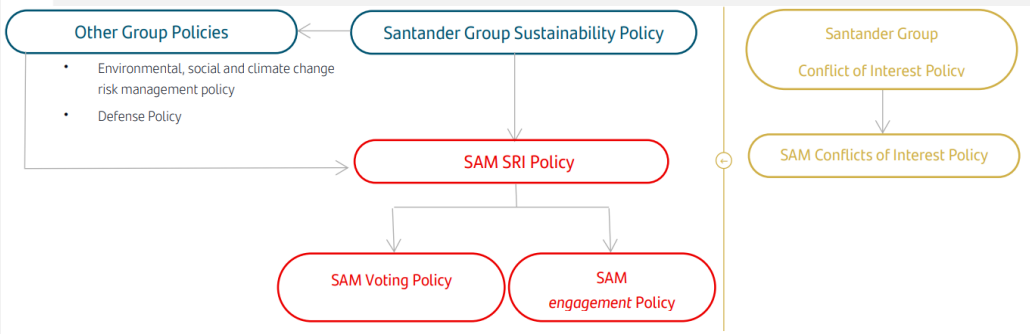 Other Group Policies
Santander Group Sustainability Policy
Santander Group
Conflict of Interest Policy
• Environmental, social and climate change
risk management policy
• Defense Policy
SAM SRI Policy
SAM Conflicts of Interest Policy
SAM Voting Policy
SAM
engagement Policy